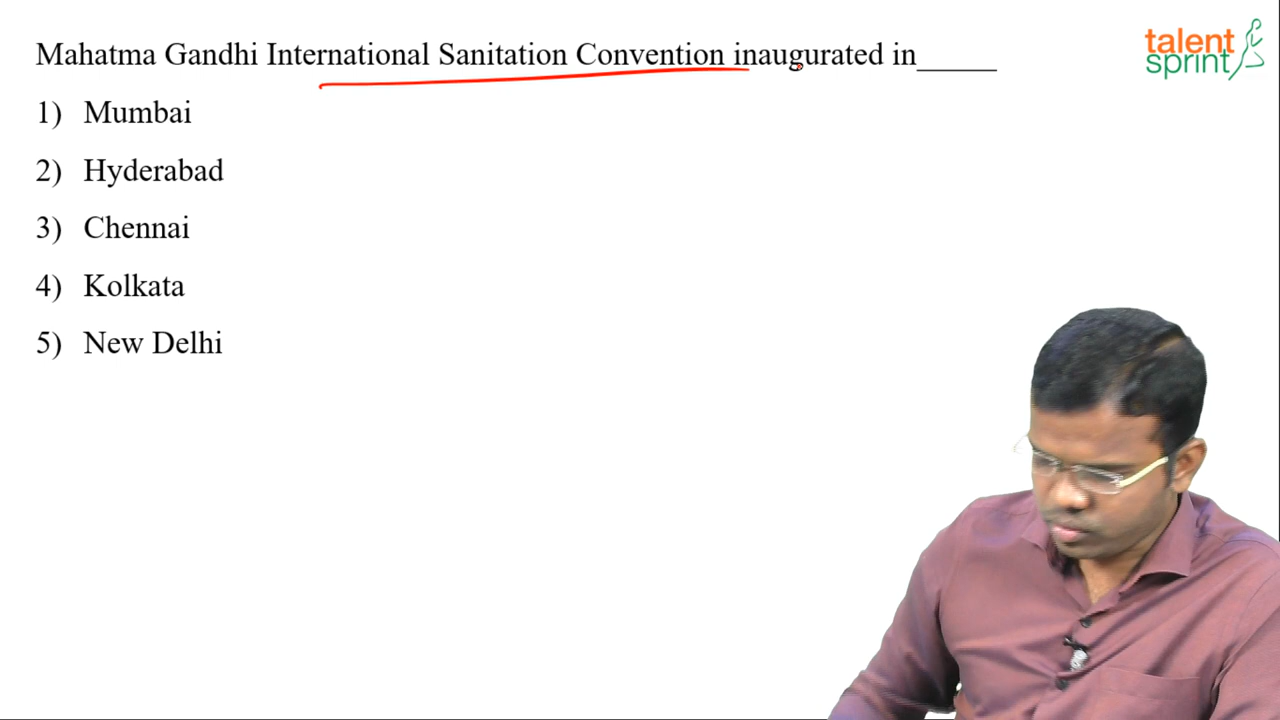 Mahatma Gandhi International Sanitation Convention inaugurated in_____
talent
sprint
1) Mumbai
2) Hyderabad
3) Chennai
4) Kolkata
5) New Delhi